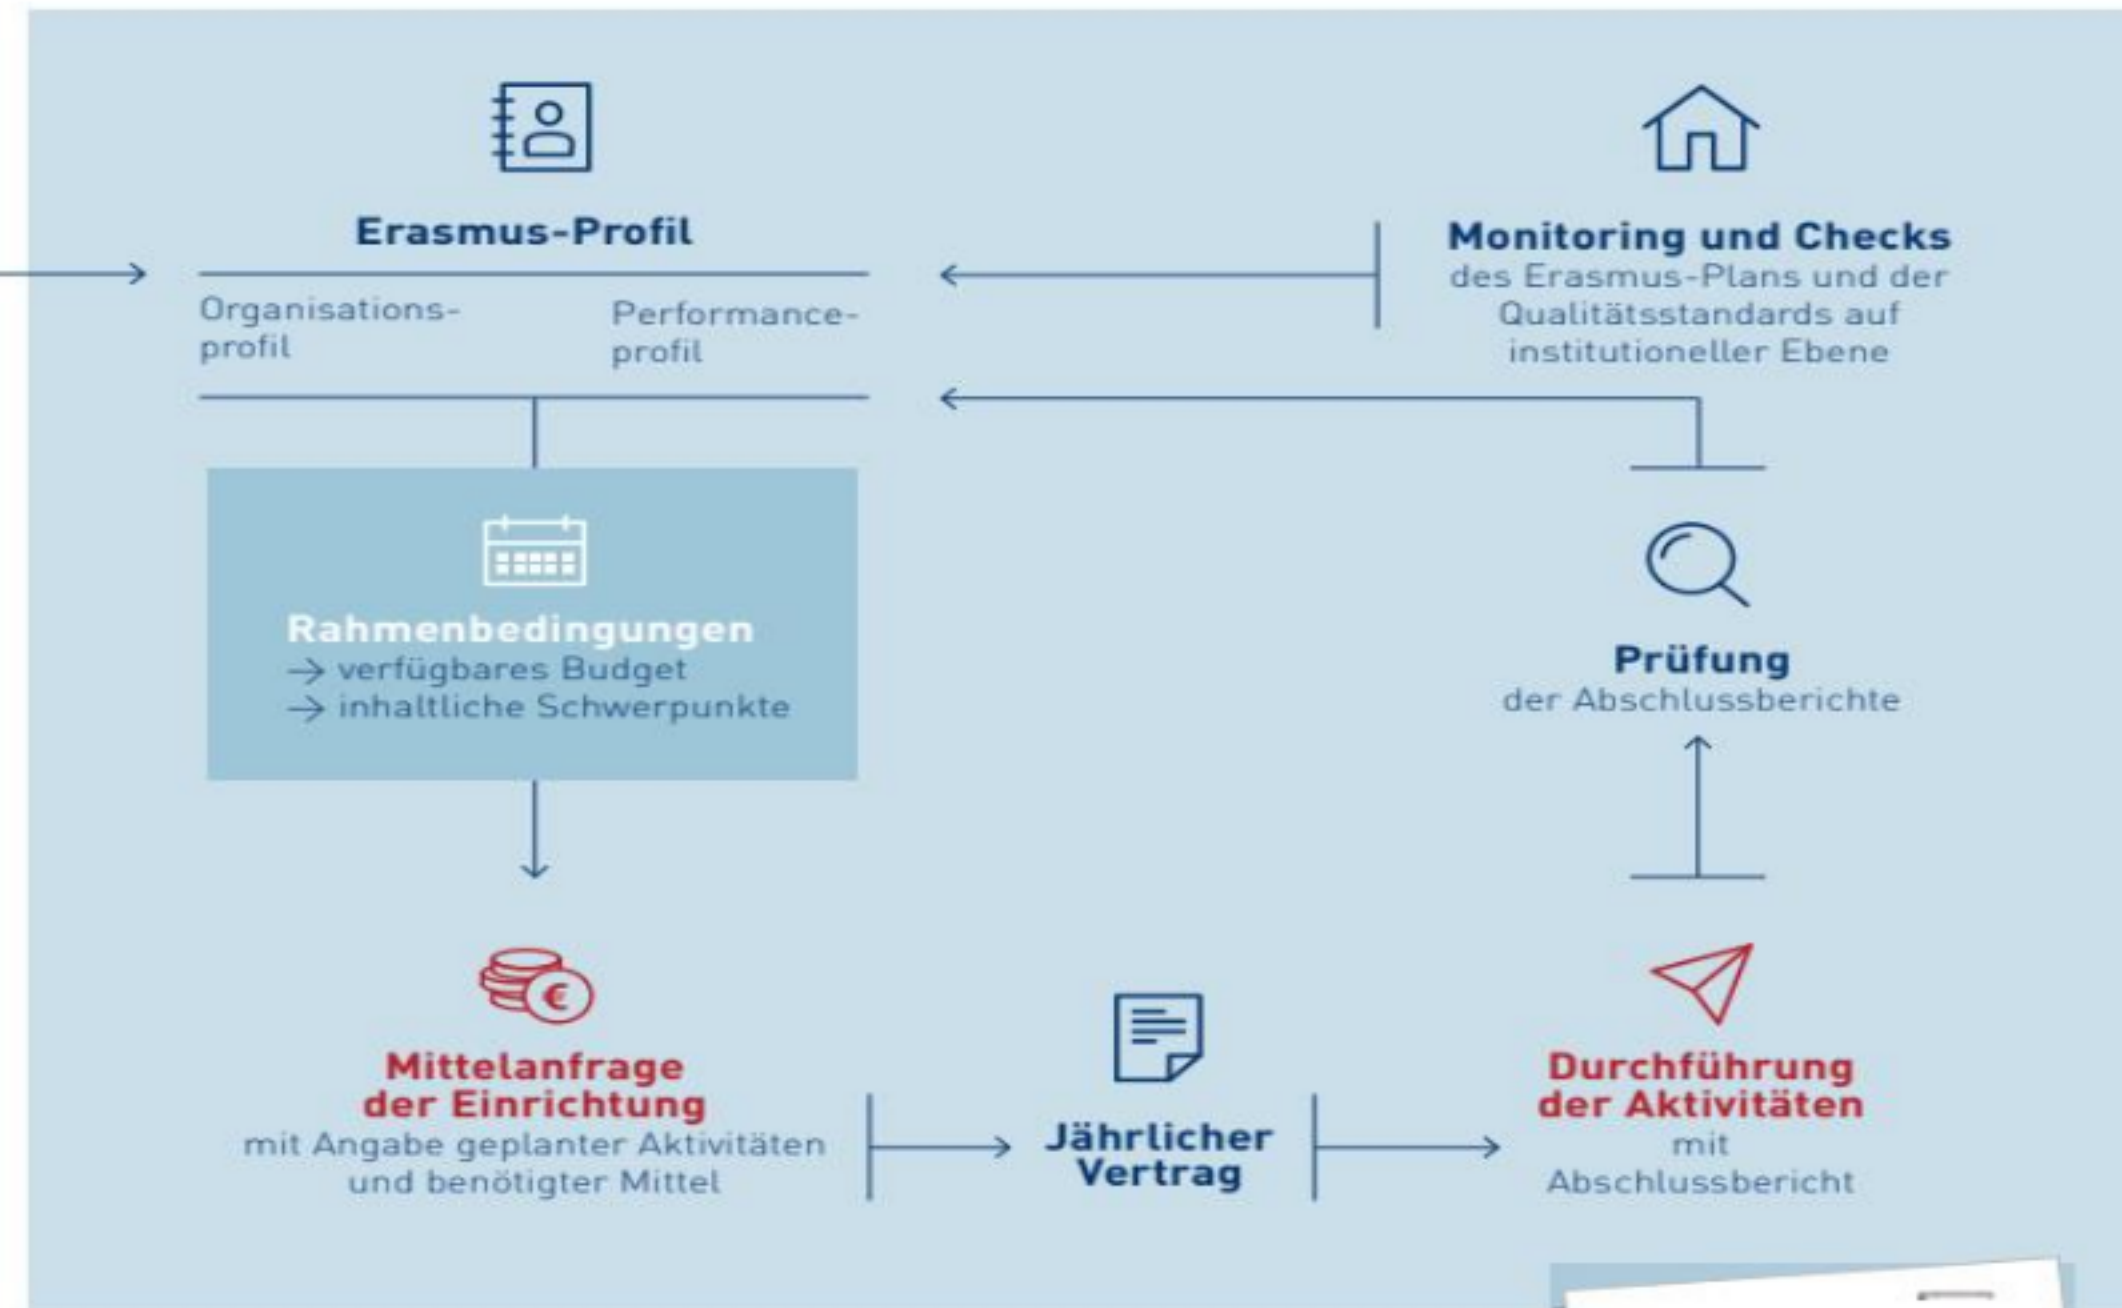 Erasmus-Profil
Organisations-
profil
Performance-
profil
Monitoring und Checks
des Erasmus-Plans und der
Qualitätsstandards auf
institutioneller Ebene
Rahmenbedingungen
→ verfügbares Budget
→ inhaltliche Schwerpunkte
Prüfung
der Abschlussberichte
Mittelanfrage
der Einrichtung
mit Angabe geplanter Aktivitäten
und benötigter Mittel
€
Jährlicher
Vertrag
Durchführung
der Aktivitäten
mit
Abschlussbericht